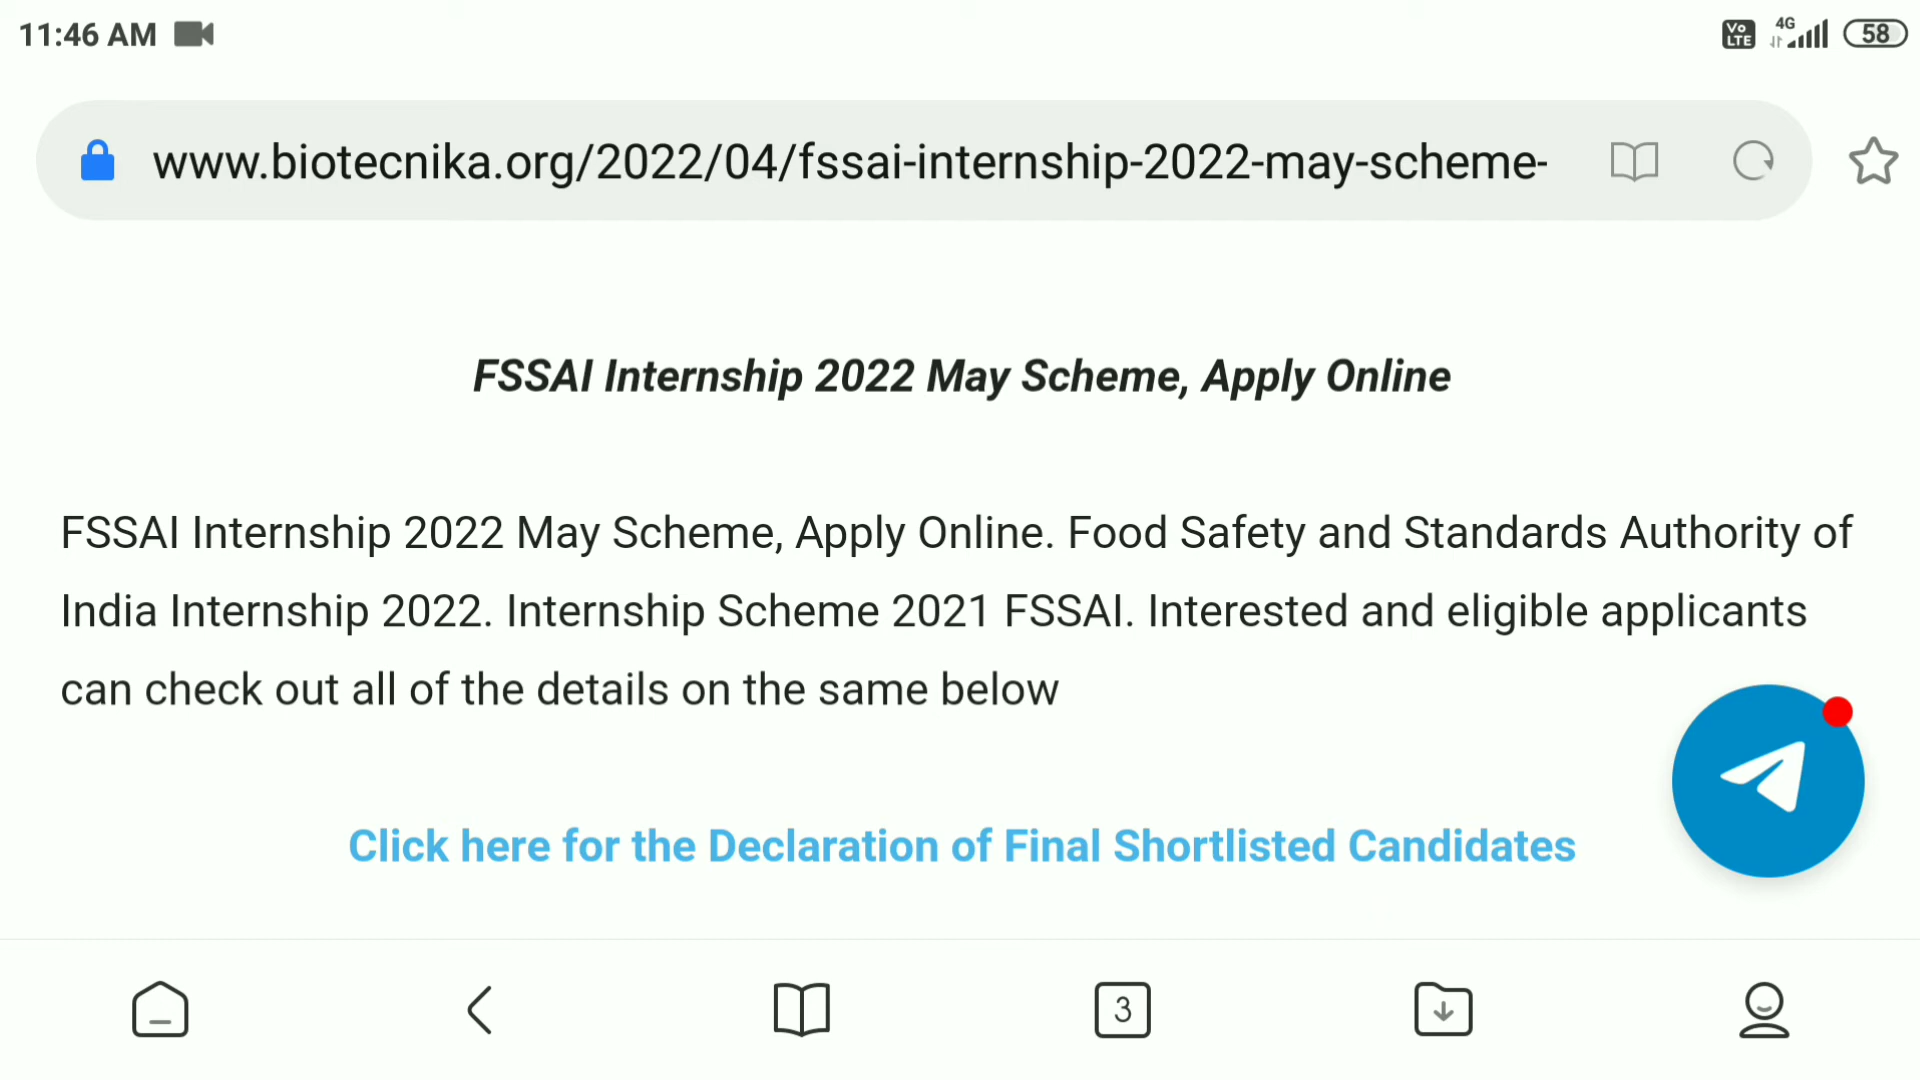 11:46 AM
Vo LTE 4G 58
www.biotecnika.org/2022/04/fssai-internship-2022-may-scheme-
FSSAI Internship 2022 May Scheme, Apply Online
FSSAI Internship 2022 May Scheme, Apply Online. Food Safety and Standards Authority of
India Internship 2022. Internship Scheme 2021 FSSAI. Interested and eligible applicants
can check out all of the details on the same below
Click here for the Declaration of Final Shortlisted Candidates
3